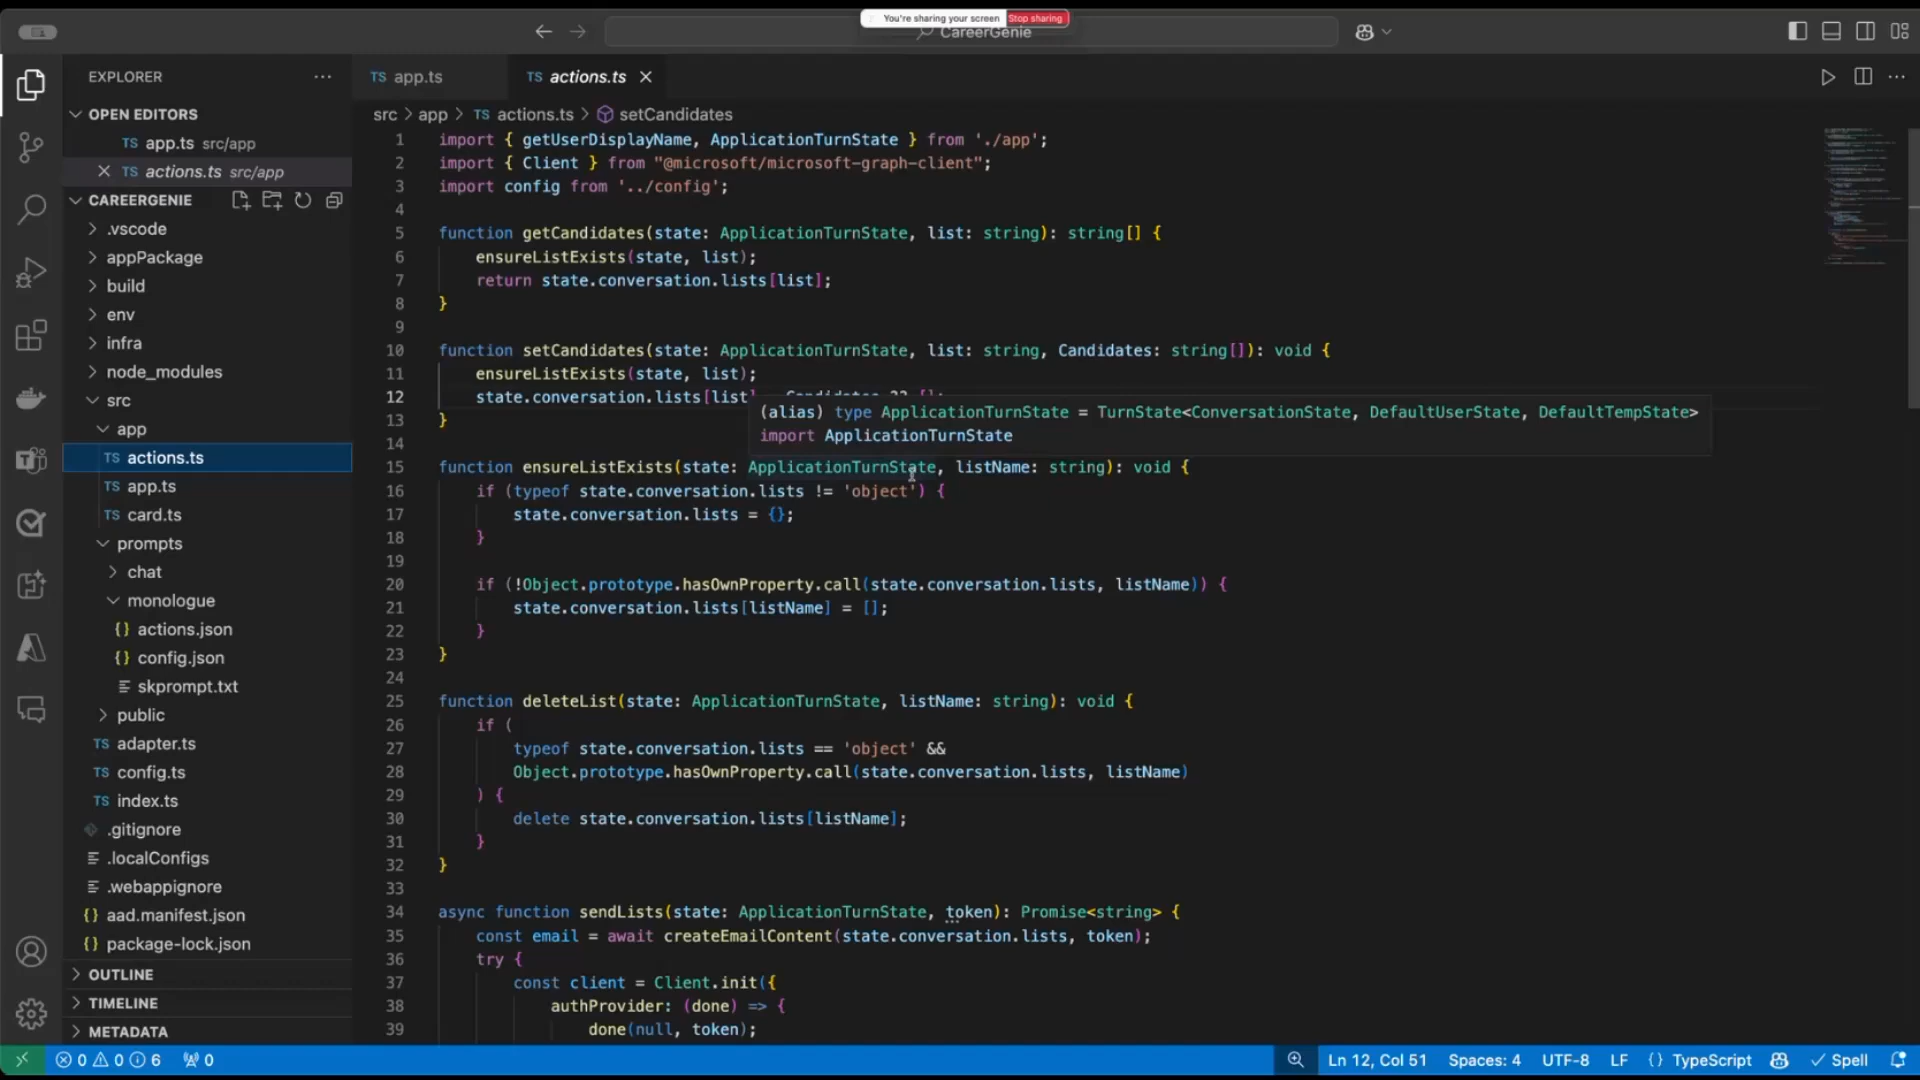 You're sharing your screen Stop sharing
CareerGenie
EXPLORER
OPEN EDITORS
TS app.ts src/app
TS actions.ts src/app
CAREERGENIE
.vscode
appPackage
build
env
infra
node_modules
src
app
TS actions.ts
TS app.ts
TS card.ts
prompts
chat
monologue
{} actions.json
{} config.json
skprompt.txt
public
TS adapter.ts
TS config.ts
TS index.ts
.gitignore
.localConfigs
.webappignore
{} aad.manifest.json
{} package-lock.json
OUTLINE
TIMELINE
METADATA
TS app.ts TS actions.ts
src > app > TS actions.ts > setCandidates
1 import { getUserDisplayName, ApplicationTurnState } from './app';
2 import { Client } from "@microsoft/microsoft-graph-client";
3 import config from '../config';
4
5 function getCandidates(state: ApplicationTurnState, list: string): string[] {
6 ensureListExists(state, list);
7 return state.conversation.lists[list];
8 }
9
10 function setCandidates(state: ApplicationTurnState, list: string, Candidates: string[]): void {
11 ensureListExists(state, list);
12 state.conversation.lists[list] = Candidates ?? [];
(alias) type ApplicationTurnState = TurnState<ConversationState, DefaultUserState, DefaultTempState>
import ApplicationTurnState
13 }
14
15 function ensureListExists(state: ApplicationTurnState, listName: string): void {
16 if (typeof state.conversation.lists != 'object') {
17 state.conversation.lists = {};
18 }
19
20 if (!Object.prototype.hasOwnProperty.call(state.conversation.lists, listName)) {
21 state.conversation.lists[listName] = [];
22 }
23 }
24
25 function deleteList(state: ApplicationTurnState, listName: string): void {
26 if (
27 typeof state.conversation.lists == 'object' &&
28 Object.prototype.hasOwnProperty.call(state.conversation.lists, listName)
29 ) {
30 delete state.conversation.lists[listName];
31 }
32 }
33
34 async function sendLists(state: ApplicationTurnState, token): Promise<string> {
35 const email = await createEmailContent(state.conversation.lists, token);
36 try {
37 const client = Client.init({
38 authProvider: (done) => {
39 done(null, token);
0 0 6 0
Ln 12, Col 51 Spaces: 4 UTF-8 LF {} TypeScript Spell